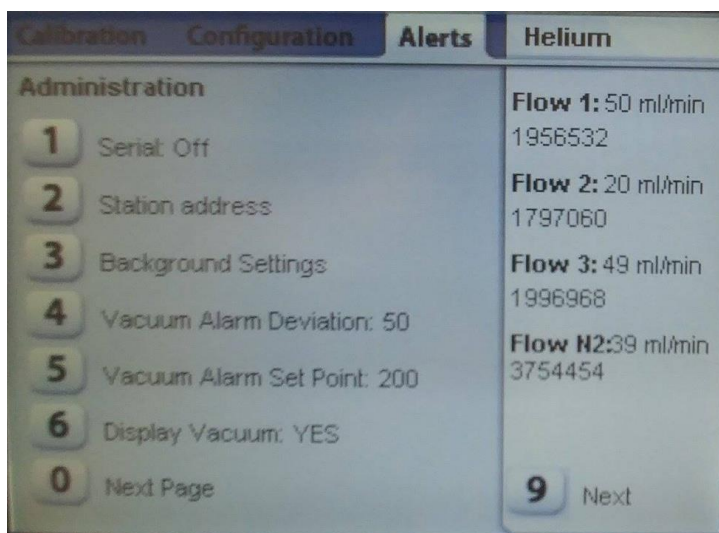 Calibration Configuration Alerts Helium
Administration
1 Serial: Off
2 Station address
3 Background Settings
4 Vacuum Alarm Deviation: 50
5 Vacuum Alarm Set Point: 200
6 Display Vacuum: YES
0 Next Page
Flow 1: 50 ml/min
1956532
Flow 2: 20 ml/min
1797060
Flow 3: 49 ml/min
1996968
Flow N2:39 ml/min
3754454
9 Next